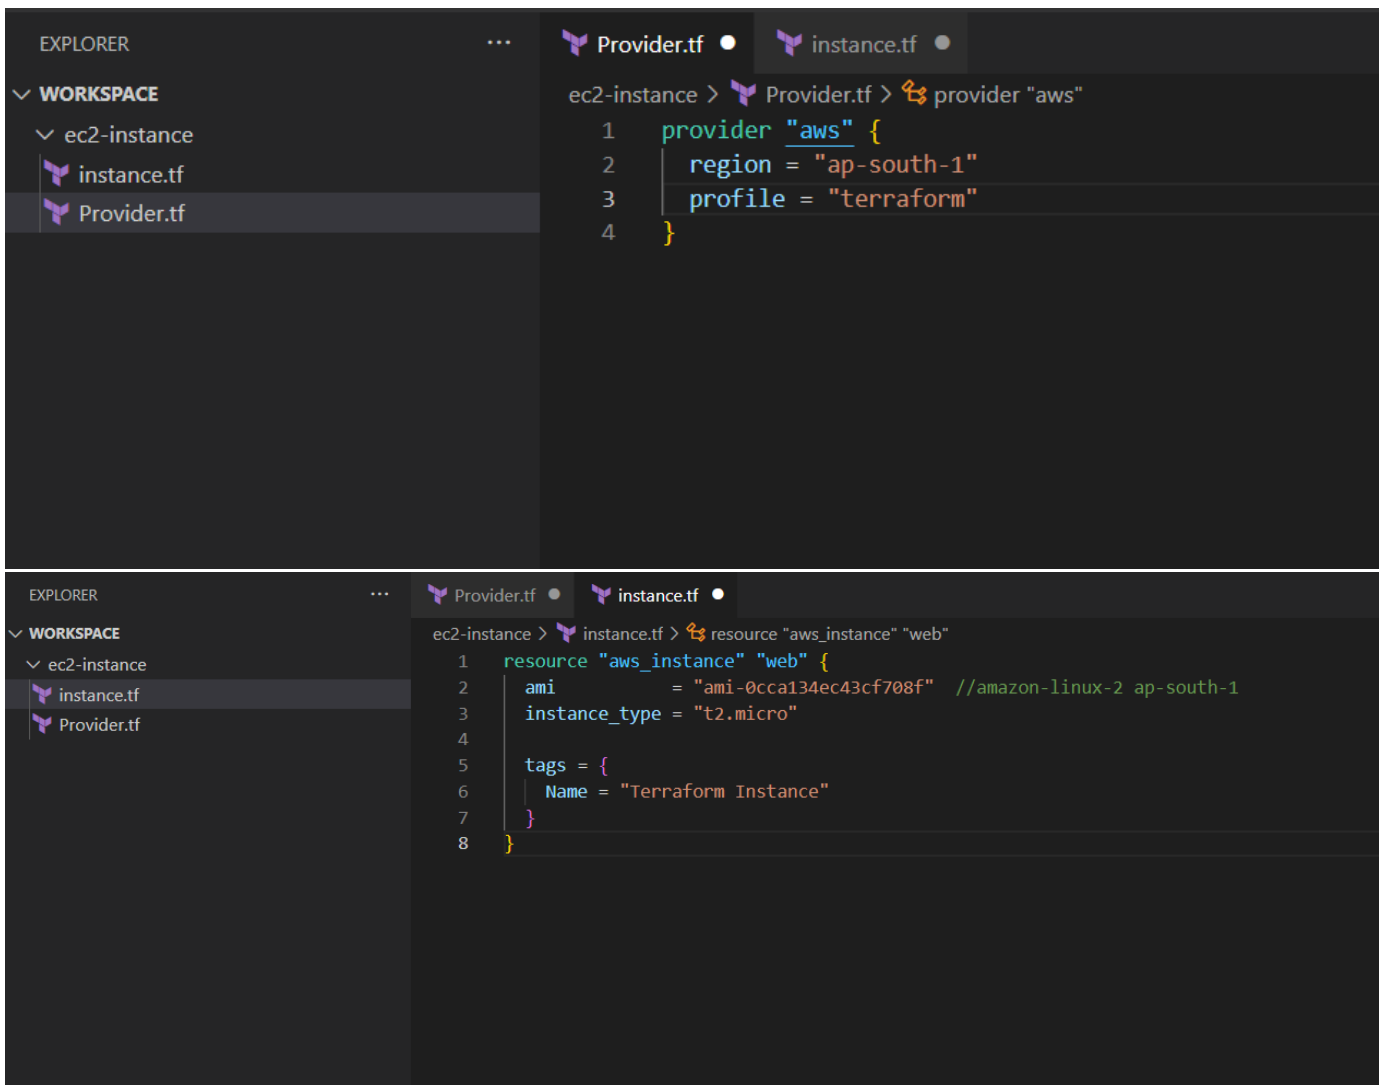 EXPLORER ...
WORKSPACE
ec2-instance
instance.tf
Provider.tf
Provider.tf instance.tf
ec2-instance > Provider.tf > provider "aws"
1 provider "aws" {
2 region = "ap-south-1"
3 profile = "terraform"
4 }
EXPLORER ...
WORKSPACE
ec2-instance
instance.tf
Provider.tf
Provider.tf instance.tf
ec2-instance > instance.tf > resource "aws_instance" "web"
1 resource "aws_instance" "web" {
2 ami = "ami-0cca134ec43cf708f" //amazon-linux-2 ap-south-1
3 instance_type = "t2.micro"
4
5 tags = {
6 Name = "Terraform Instance"
7 }
8 }